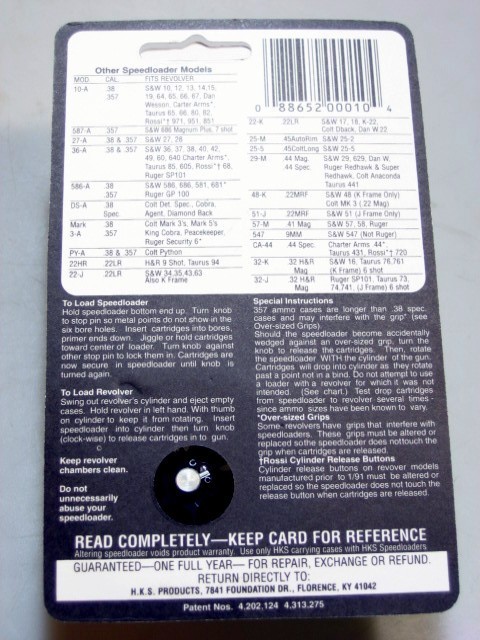 Other Speedloader Models
MOD. CAL. FITS REVOLVER
10-A .38 S&W 10, 12, 13, 14,15,
357 19, 64, 65, 66, 67, Dan
Wesson, Carter Arms*,
Taurus 65, 66, 80, 82,
Rossi*† 971, 951, 851
587-A 357 S&W 686 Magnum Plus, 7 shot
27-A 38 & 357 S&W 27, 28
36-A 38 & 357 S&W 36, 37, 38, 40, 42,
49, 60, 640 Charter Arms*,
Taurus 85, 605, Rossi*† 68,
Ruger SP101
586-A 38 S&W 586, 686, 581, 681*
357 Ruger GP 100
DS-A 38 Colt Det. Spec., Cobra,
Spec. Agent, Diamond Back
Mark 38 Colt Mark 3's, Mark 5's
3-A 357 King Cobra, Peacekeeper,
Ruger Security 6*
PY-A 38 & 357 Colt Python
22HR 22LR H&R 9 Shot, Taurus 94
22-J 22LR S&W 34,35,43,63
Also K Frame
0 88652 00010 4
22-K 22LR S&W 17, 18, K-22,
Colt Dback, Dan W.22
25-M .45AutoRim S&W 25-2
25-5 .45ColtLong S&W 25-5
29-M .44 Mag. S&W 29, 629, Dan W.
44 Spec. Ruger Redhawk & Super
Redhawk, Colt Anaconda
Taurus 441
48-K 22MRF S&W 48 (K Frame Only)
Colt MK 3 (.22 Mag)
51-J 22MRF S&W 51 (J Frame Only)
57-M 41 Mag S&W 57, 58, Ruger
547 9MM S&W 547 (Not Ruger)
CA-44 .44 Spec. Charter Arms .44*,
Taurus 431, Rossi*† 720
32-K 32 H&R S&W 16, Taurus 76,761
Mag (K Frame) 6 shot
32-J 32 H&R Ruger SP101, Taurus 73,
Mag 74,741, (J Frame) 6 shot
To Load Speedloader
Hold speedloader bottom end up. Turn knob
to stop pin so metal points do not show in the
six bore holes. Insert cartridges into bores,
primer ends down. Jiggle or hold cartridges
toward center of loader. Turn knob against
other stop pin to lock them in. Cartridges are
now secure in speedloader until knob is
turned again.
To Load Revolver
Swing out revolver's cylinder and eject empty
cases. Hold revolver in left hand. With thumb
on cylinder to keep it from rotating. Insert
speedloader into cylinder then turn knob
(clock-wise) to release cartridges in to gun.
Keep revolver
chambers clean.
Do not
unnecessarily
abuse your
speedloader.
Special Instructions
357 ammo cases are longer than .38 spec.
cases and may interfere with the grip* (see
Over-sized Grips).
Should the speedloader become accidentally
wedged against an over-sized grip, turn the
knob to release the cartridges. Then, rotate
the speedloader WITH the cylinder of the gun.
Cartridges will drop into cylinder as they rotate
past a point not in a bind. Do not attempt to use
a loader with a revolver for which it was not
intended. (See chart.) Test drop cartridges
from speedloader to revolver several times -
since ammo sizes have been known to vary.
*Over-sized Grips
Some revolvers have grips that interfere with
speedloaders. These grips must be altered or
replaced so the speedloader does not touch the
grip when cartridges are released.
†Rossi Cylinder Release Buttons
Cylinder release buttons on revolver models
manufactured prior to 1/91 must be altered or
replaced so the speedloader does not touch the
release button when cartridges are released.
READ COMPLETELY—KEEP CARD FOR REFERENCE
Altering speedloader voids product warranty. Use only HKS carrying cases with HKS Speedloaders
GUARANTEED—ONE FULL YEAR— FOR REPAIR, EXCHANGE OR REFUND.
RETURN DIRECTLY TO:
H.K.S. PRODUCTS, 7841 FOUNDATION DR., FLORENCE, KY 41042
Patent Nos. 4,202,124 4,313,275